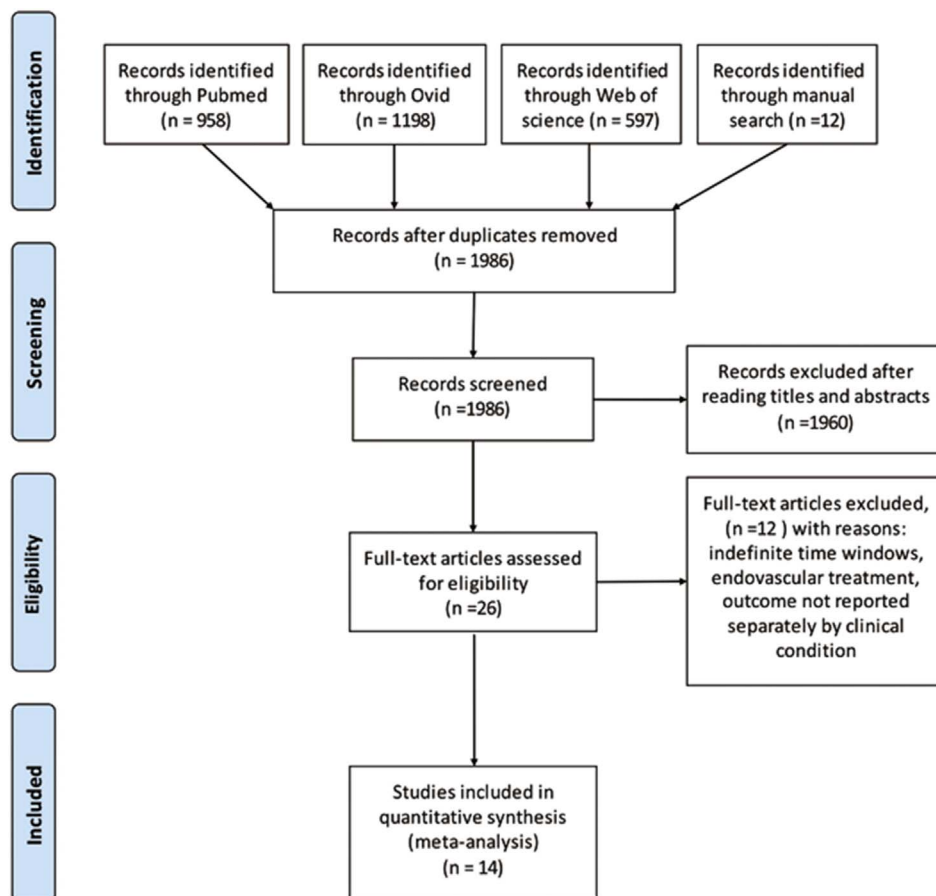 Identification
Records identified
through Pubmed
(n = 958)
Records identified
through Ovid
(n = 1198)
Records identified
through Web of
science (n = 597)
Records identified
through manual
search (n =12)
Records after duplicates removed
(n = 1986)
Screening
Records screened
(n =1986)
Records excluded after
reading titles and abstracts
(n =1960)
Eligibility
Full-text articles assessed
for eligibility
(n =26)
Full-text articles excluded,
(n =12 ) with reasons:
indefinite time windows,
endovascular treatment,
outcome not reported
separately by clinical
condition
Included
Studies included in
quantitative synthesis
(meta-analysis)
(n = 14)